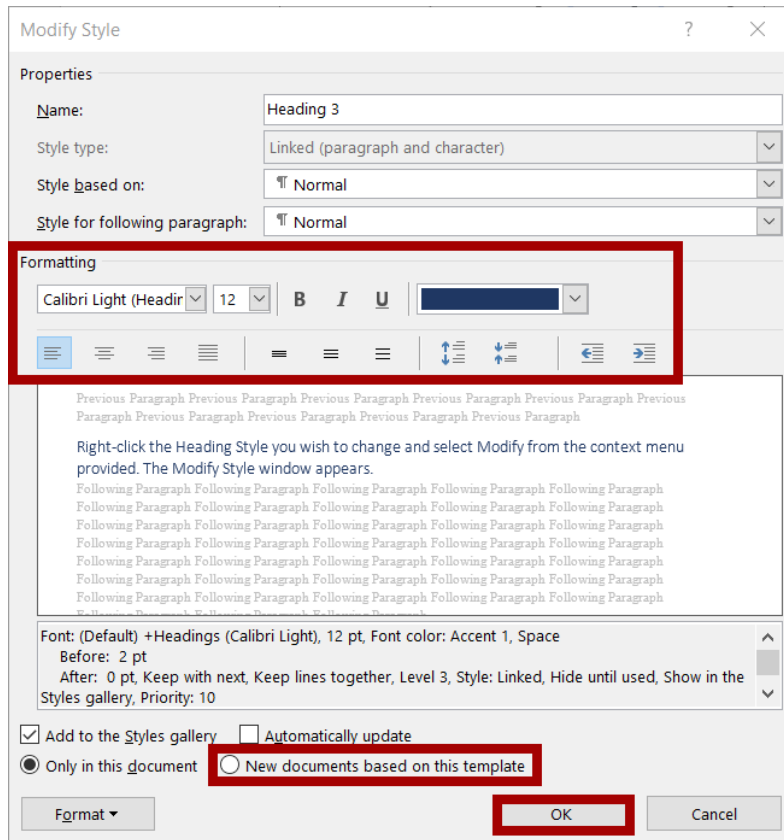 Modify Style
Properties
Name:
Heading 3
Style type:
Linked (paragraph and character)
Style based on:
¶ Normal
Style for following paragraph:
¶ Normal
Formatting
Calibri Light (Headir
12
B I U
Previous Paragraph Previous Paragraph Previous Paragraph Previous Paragraph Previous Paragraph Previous
Paragraph Previous Paragraph Previous Paragraph Previous Paragraph Previous Paragraph
Right-click the Heading Style you wish to change and select Modify from the context menu
provided. The Modify Style window appears.
Following Paragraph Following Paragraph Following Paragraph Following Paragraph Following Paragraph
Following Paragraph Following Paragraph Following Paragraph Following Paragraph Following Paragraph
Following Paragraph Following Paragraph Following Paragraph Following Paragraph Following Paragraph
Following Paragraph Following Paragraph Following Paragraph Following Paragraph Following Paragraph
Following Paragraph Following Paragraph Following Paragraph Following Paragraph Following Paragraph
Following Paragraph Following Paragraph Following Paragraph Following Paragraph Following Paragraph
Following Paragraph Following Paragraph Following Paragraph Following Paragraph Following Paragraph
Following Paragraph Following Paragraph Following Paragraph
Font: (Default) +Headings (Calibri Light), 12 pt, Font color: Accent 1, Space
Before: 2 pt
After: 0 pt, Keep with next, Keep lines together, Level 3, Style: Linked, Hide until used, Show in the
Styles gallery, Priority: 10
Add to the Styles gallery
Automatically update
Only in this document
New documents based on this template
Format
OK
Cancel